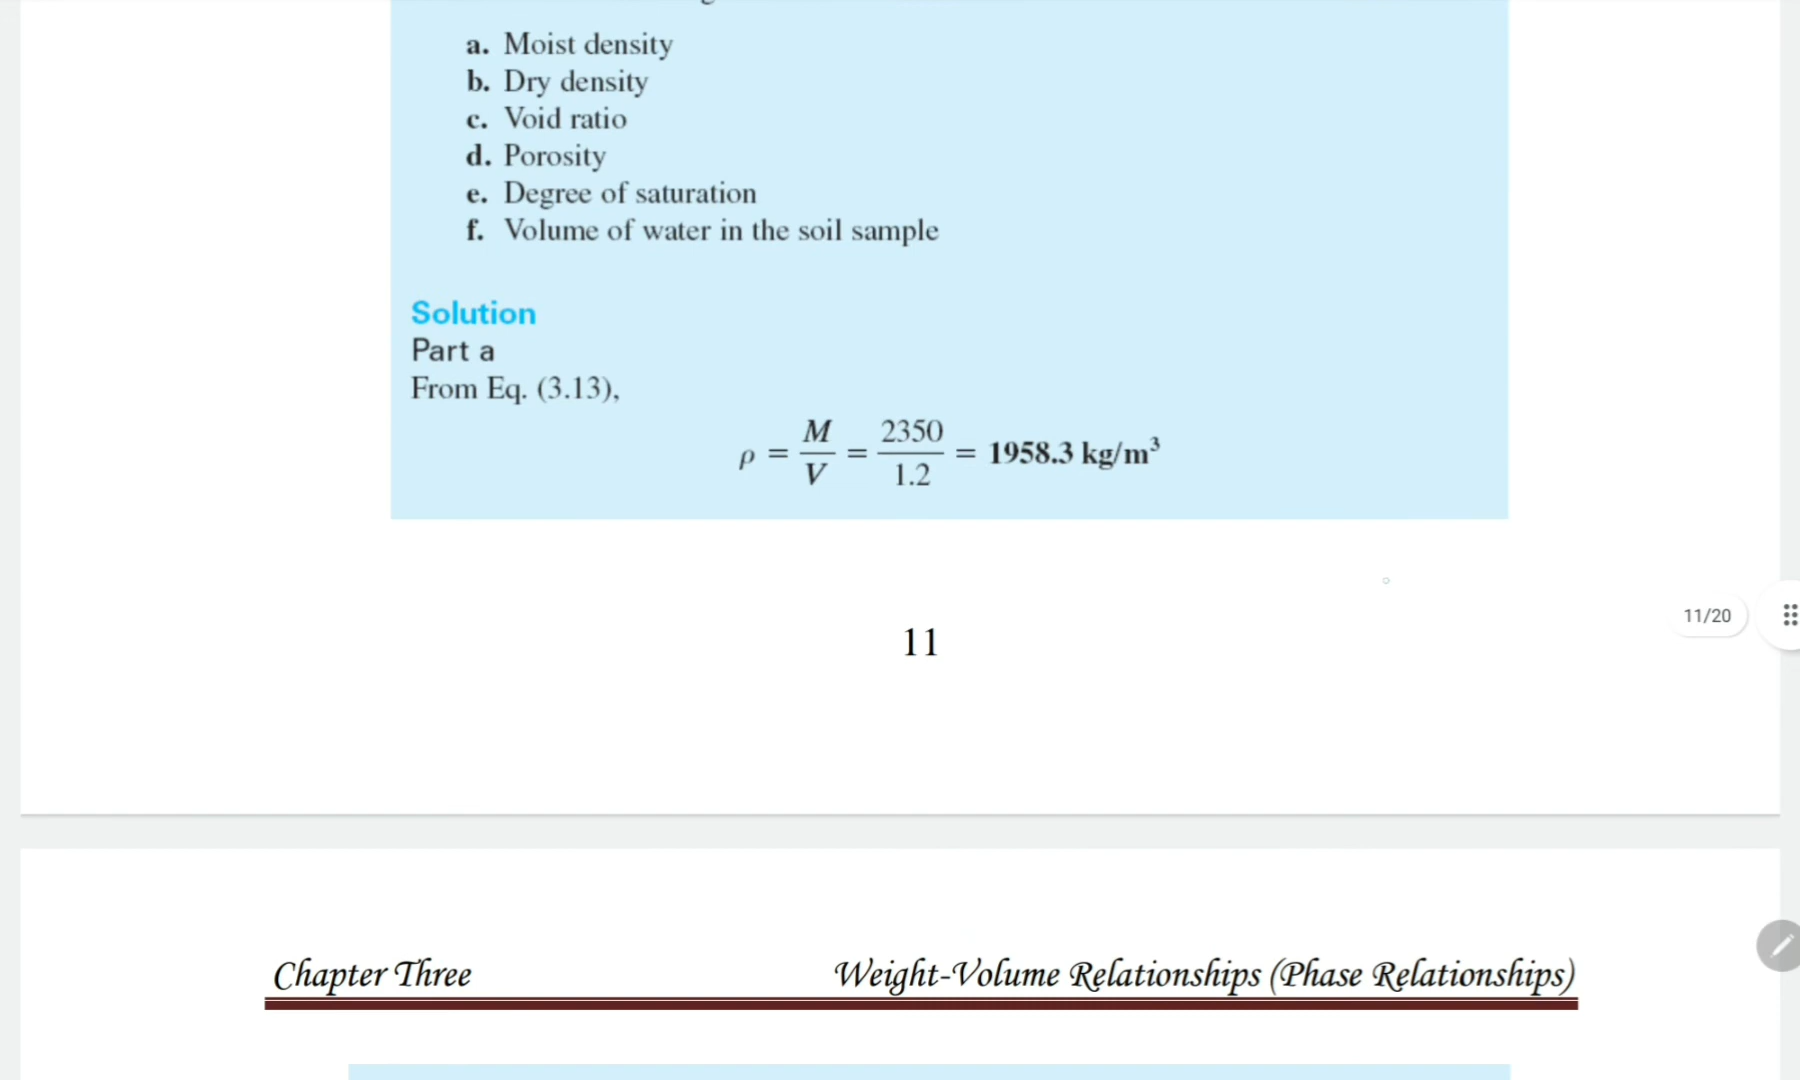 a. Moist density
b. Dry density
c. Void ratio
d. Porosity
e. Degree of saturation
f. Volume of water in the soil sample
Solution
Part a
From Eq. (3.13),
ρ = M/V = 2350/1.2 = 1958.3 kg/m³
11/20
11
Chapter Three Weight-Volume Relationships (Phase Relationships)